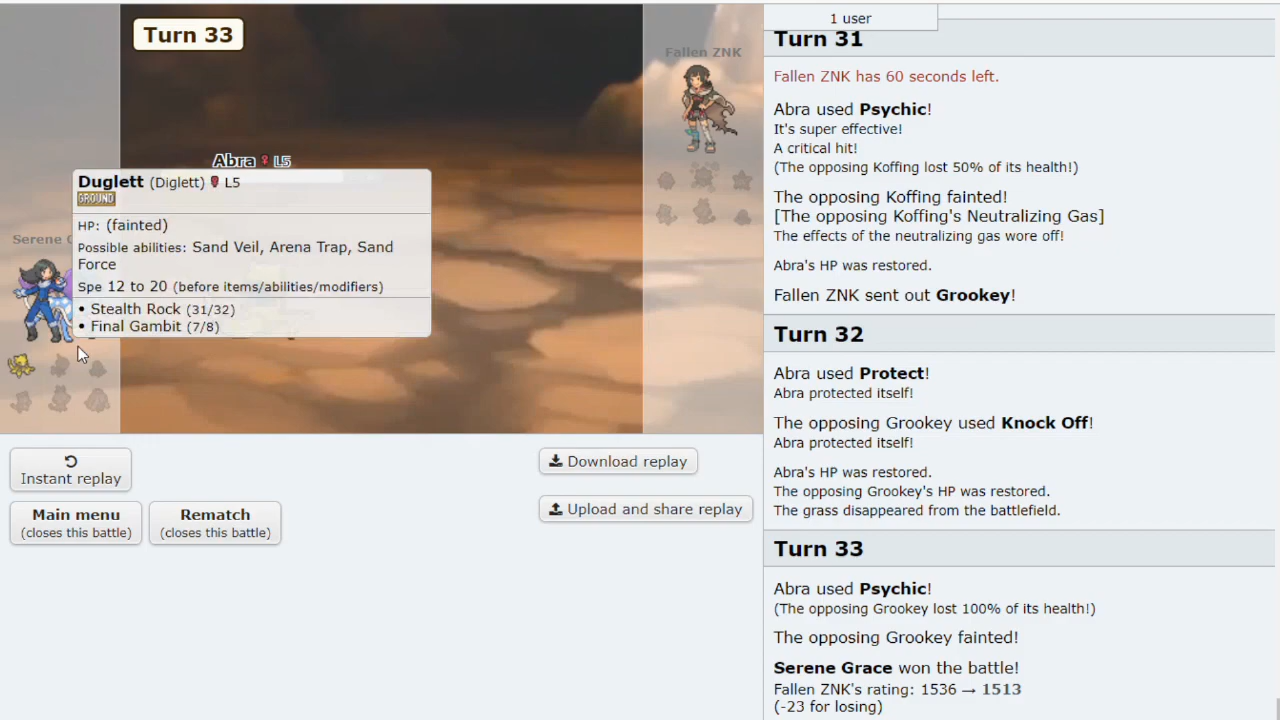 Turn 33
Fallen ZNK
Abra L5
Duglett (Diglett) L5
GROUND
HP: (fainted)
Possible abilities: Sand Veil, Arena Trap, Sand
Force
Spe 12 to 20 (before items/abilities/modifiers)
• Stealth Rock (31/32)
• Final Gambit (7/8)
Serene
Instant replay
Main menu
(closes this battle)
Rematch
(closes this battle)
Download replay
Upload and share replay
1 user
Turn 31
Fallen ZNK has 60 seconds left.
Abra used Psychic!
It's super effective!
A critical hit!
(The opposing Koffing lost 50% of its health!)
The opposing Koffing fainted!
[The opposing Koffing's Neutralizing Gas]
The effects of the neutralizing gas wore off!
Abra's HP was restored.
Fallen ZNK sent out Grookey!
Turn 32
Abra used Protect!
Abra protected itself!
The opposing Grookey used Knock Off!
Abra protected itself!
Abra's HP was restored.
The opposing Grookey's HP was restored.
The grass disappeared from the battlefield.
Turn 33
Abra used Psychic!
(The opposing Grookey lost 100% of its health!)
The opposing Grookey fainted!
Serene Grace won the battle!
Fallen ZNK's rating: 1536 → 1513
(-23 for losing)